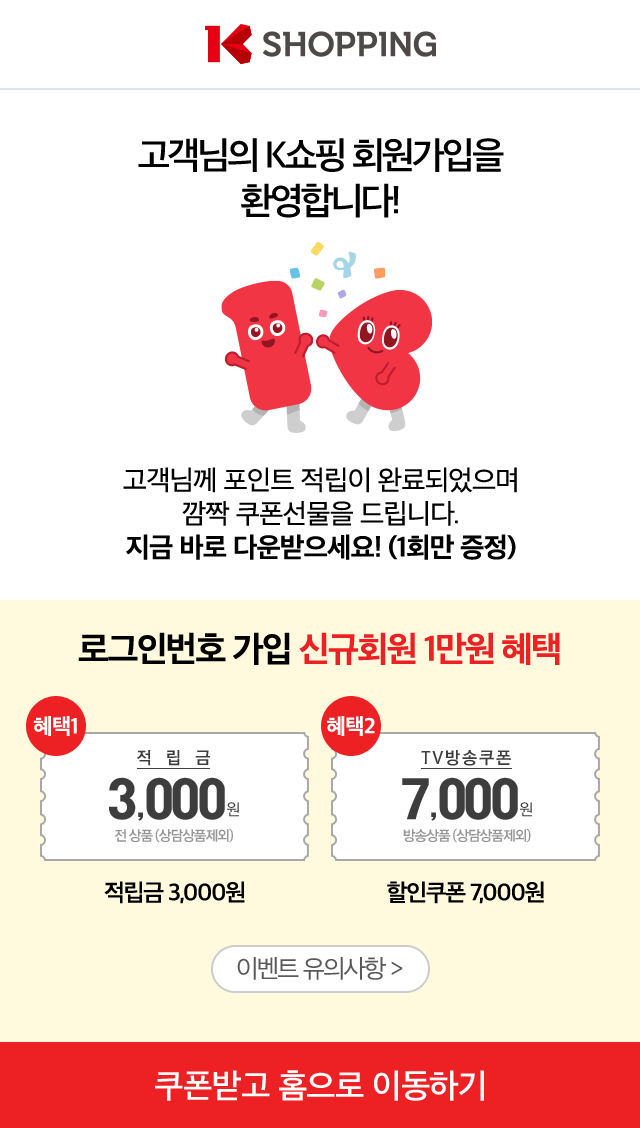 K SHOPPING
고객님의 K쇼핑 회원가입을
환영합니다!
고객님께 포인트 적립이 완료되었으며
깜짝 쿠폰선물을 드립니다.
지금 바로 다운받으세요! (1회만 증정)
로그인번호 가입 신규회원 1만원 혜택
혜택1
적 립 금
3,000원
전 상품 (상담상품제외)
적립금 3,000원
혜택2
TV방송쿠폰
7,000원
방송상품 (상담상품제외)
할인쿠폰 7,000원
이벤트 유의사항 >
쿠폰받고 홈으로 이동하기